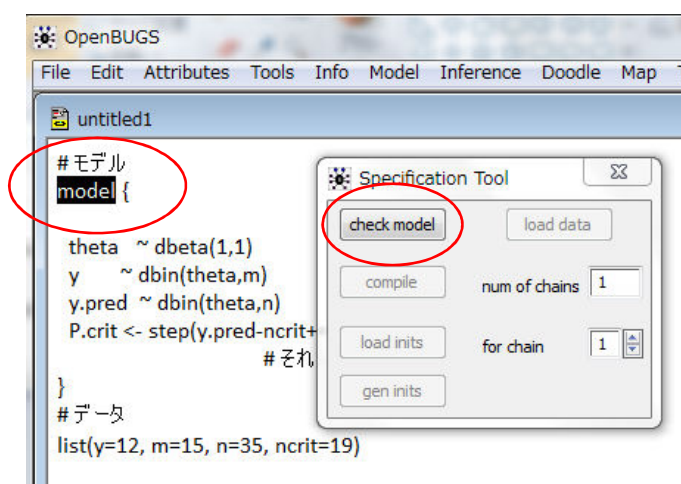 OpenBUGS
File Edit Attributes Tools Info Model Inference Doodle Map
untitled1
#モデル
model {
theta ~ dbeta(1,1)
y ~ dbin(theta,m)
y.pred ~ dbin(theta,n)
P.crit <- step(y.pred-ncrit+
#それ
}
#データ
list(y=12, m=15, n=35, ncrit=19)
Specification Tool
check model load data
compile num of chains 1
load inits for chain 1
gen inits